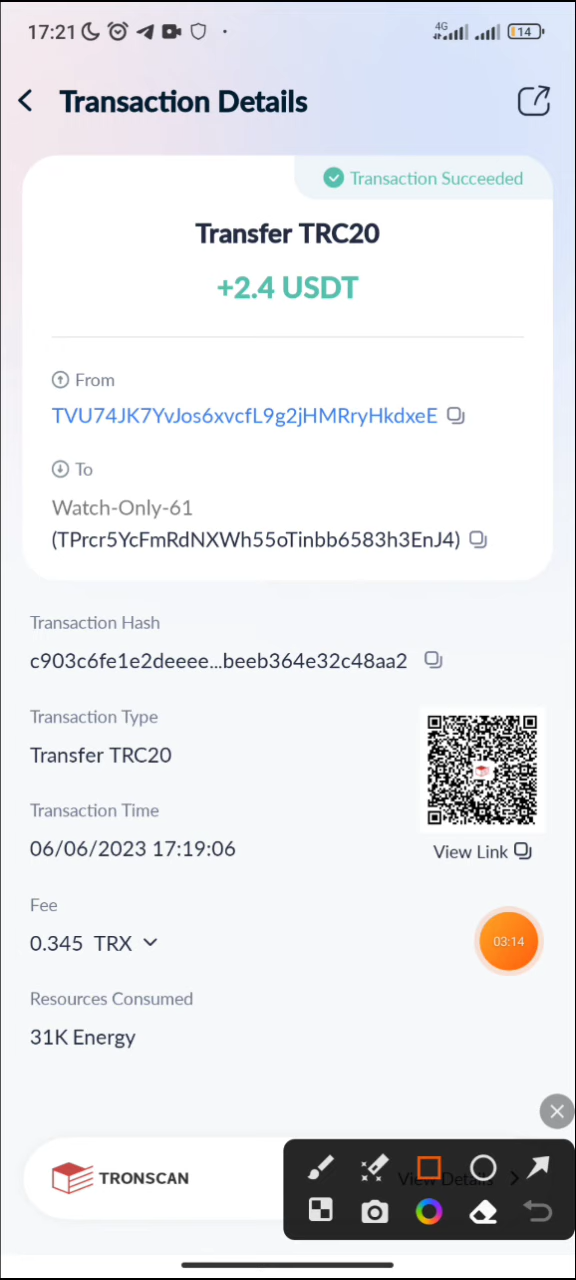 17:21
4G
14
Transaction Details
Transaction Succeeded
Transfer TRC20
+2.4 USDT
From
TVU74JK7YvJos6xvcfL9g2jHMRryHkdxeE
To
Watch-Only-61
(TPrcr5YcFmRdNXWh55oTinbb6583h3EnJ4)
Transaction Hash
c903c6fe1e2deeee...beeb364e32c48aa2
Transaction Type
Transfer TRC20
Transaction Time
06/06/2023 17:19:06
View Link
Fee
0.345 TRX
03:14
Resources Consumed
31K Energy
TRONSCAN
View Details